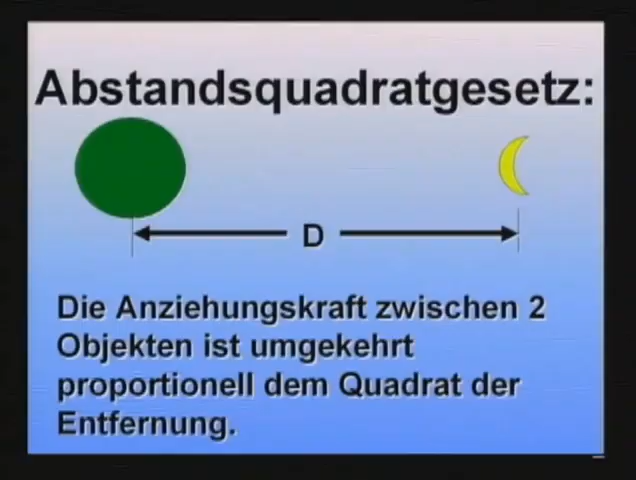 Abstandsquadratgesetz:
D
Die Anziehungskraft zwischen 2
Objekten ist umgekehrt
proportionell dem Quadrat der
Entfernung.